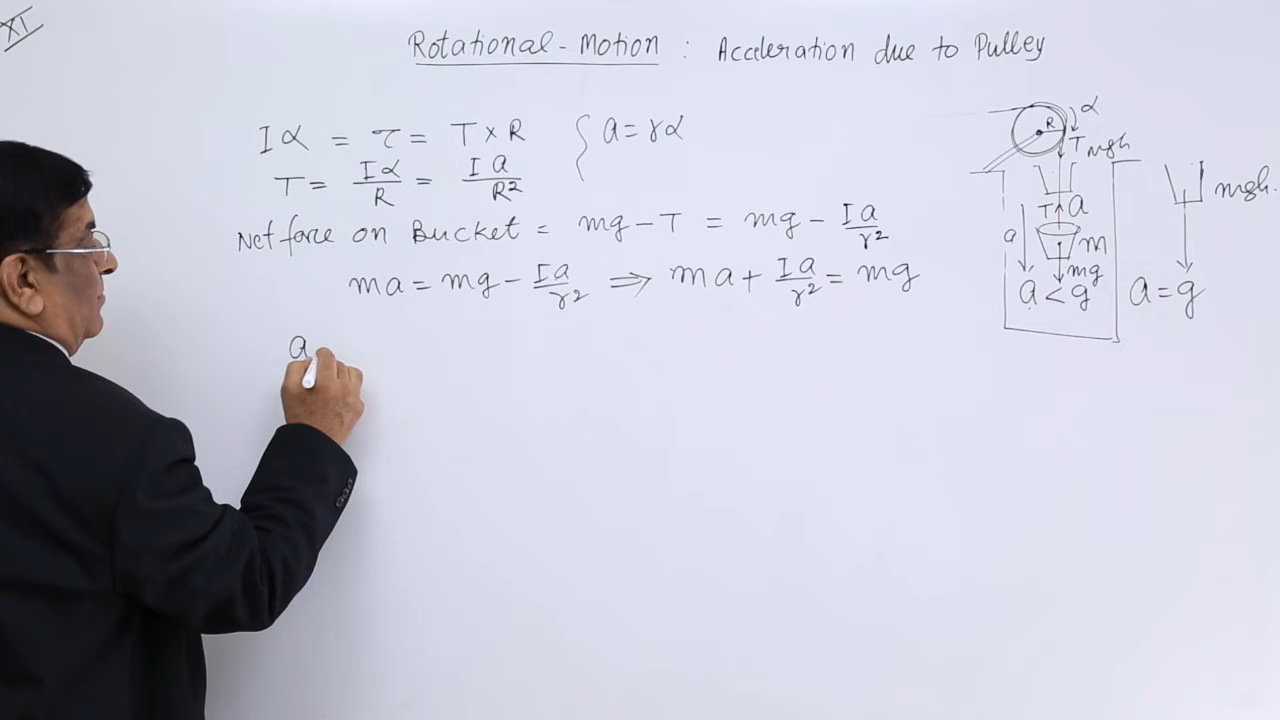 XI
Rotational - Motion : Acceleration due to Pulley
Iα = τ = T × R { a = rα
T = Iα/R = Ia/R²
Net force on Bucket = mg - T = mg - Ia/r²
ma = mg - Ia/r² ⇒ ma + Ia/r² = mg
a
α
R
T mgh
mgh.
T a
a
m
mg
a < g
a = g